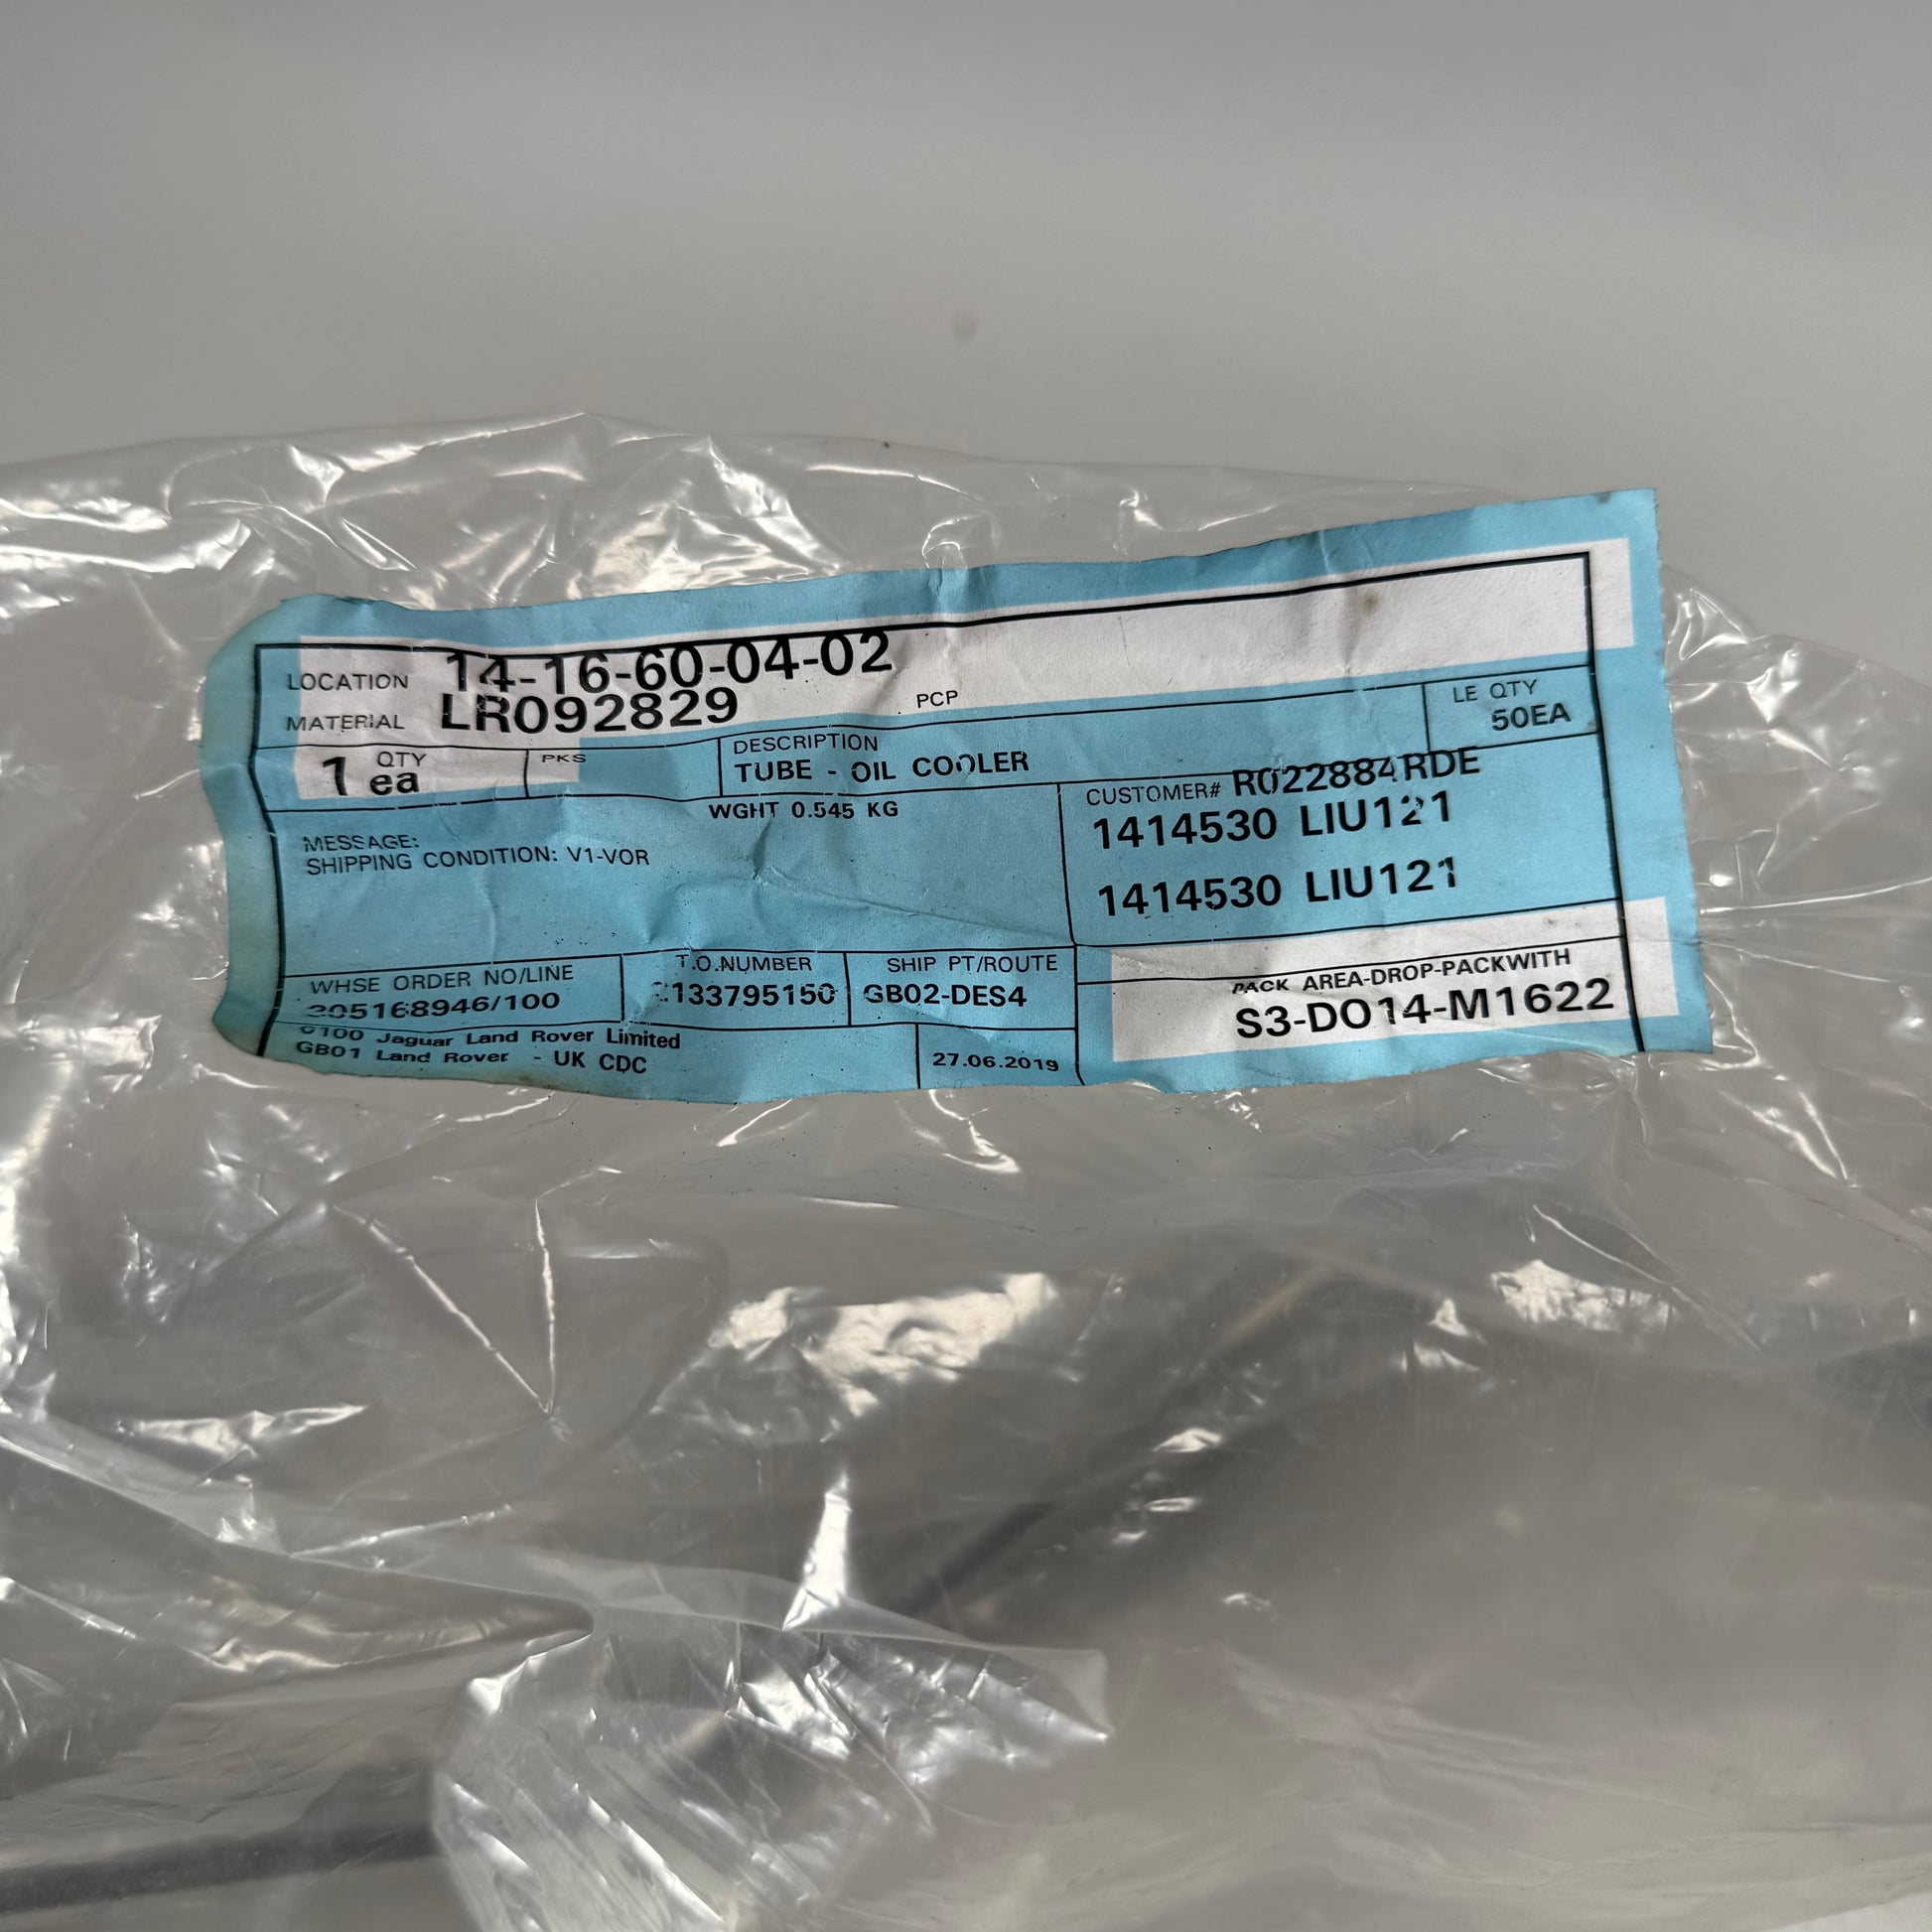 LOCATION 14-16-60-04-02
MATERIAL LR092829 PCP
LE QTY
50EA
QTY
1 ea
PKS
DESCRIPTION
TUBE - OIL COOLER
WGHT 0.545 KG
CUSTOMER# R022884RDE
1414530 LIU121
1414530 LIU121
MESSAGE:
SHIPPING CONDITION: V1-VOR
WHSE ORDER NO/LINE
T.O.NUMBER
SHIP PT/ROUTE
GB02-DES4
PACK AREA-DROP-PACKWITH
S3-DO14-M1622
Jaguar Land Rover Limited
GB01 Land Rover - UK CDC
27.06.2019